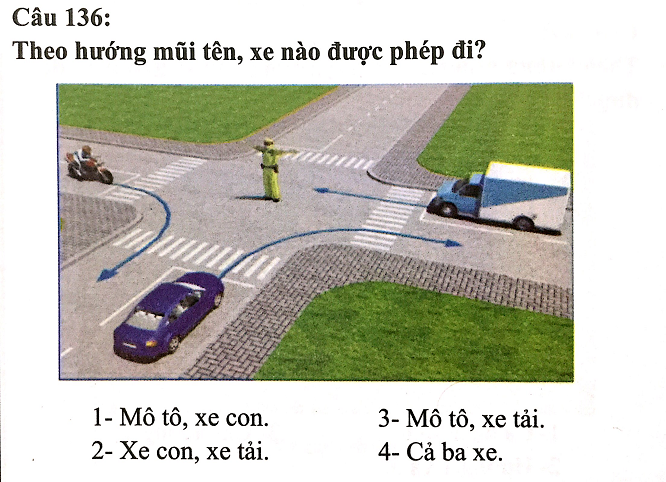 Câu 136:
Theo hướng mũi tên, xe nào được phép đi?
1- Mô tô, xe con.
3- Mô tô, xe tải.
2- Xe con, xe tải.
4- Cả ba xe.